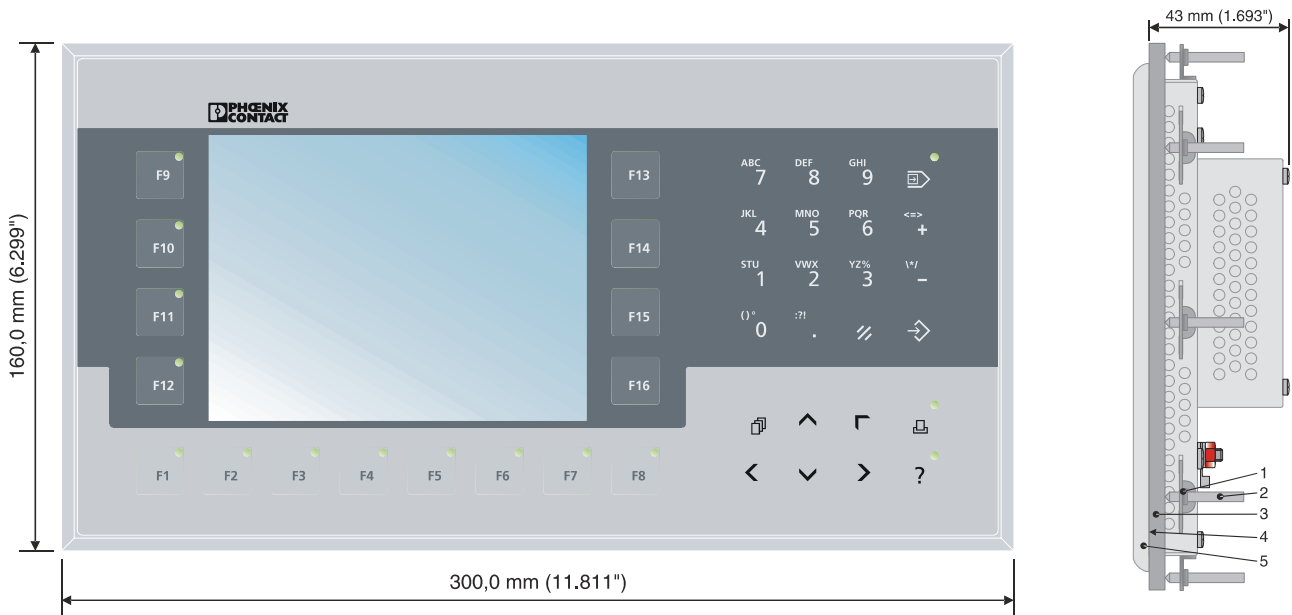 43 mm (1.693")
160,0 mm (6.299")
PHŒNIX
CONTACT
F9
F10
F11
F12
F13
F14
F15
F16
ABC DEF GHI
7 8 9
JKL MNO PQR <=>
4 5 6 +
STU VWX YZ% \*/
1 2 3 –
( ) ° :?!
0 .
F1 F2 F3 F4 F5 F6 F7 F8
?
1
2
3
4
5
300,0 mm (11.811")